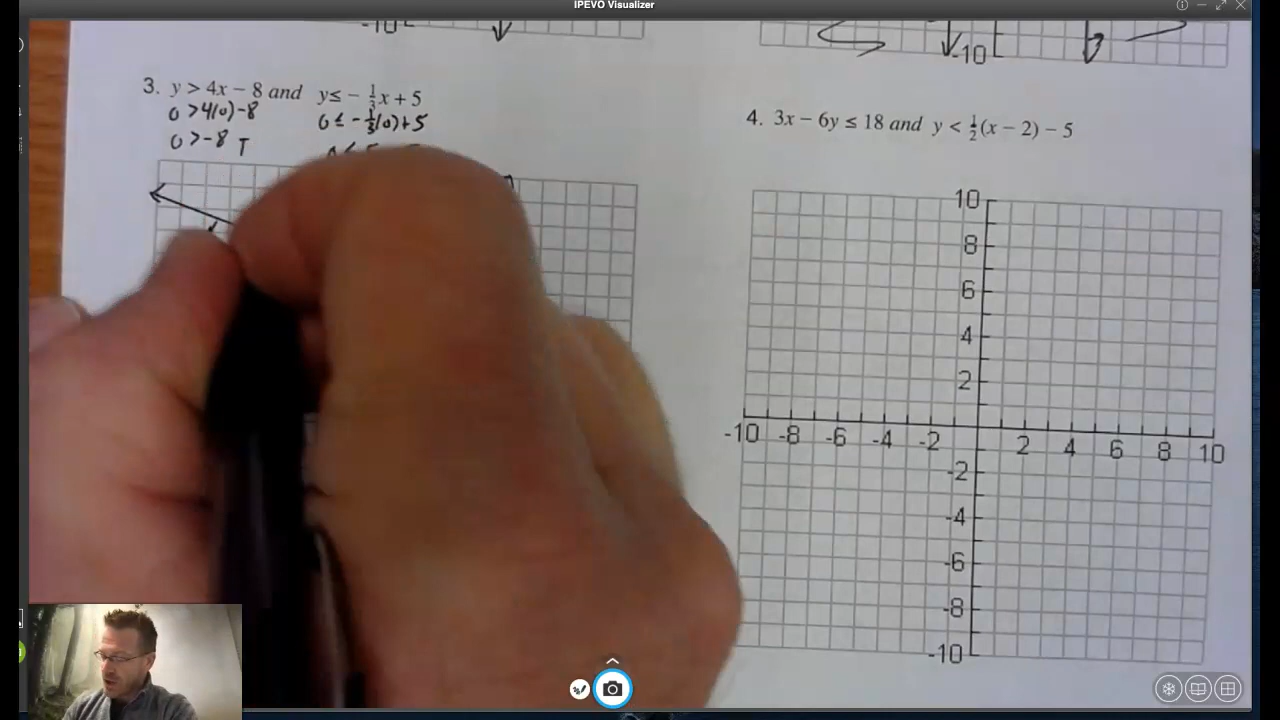 IPEVO Visualizer
-10
-10
3. y > 4x − 8 and y ≤ − 1/3 x + 5
0 > 4(0) - 8
0 ≤ - 1/3 (0) + 5
0 > -8 T
4. 3x − 6y ≤ 18 and y < 1/2 (x − 2) − 5
10
8
6
4
2
-10 -8 -6 -4 -2 2 4 6 8 10
-2
-4
-6
-8
-10